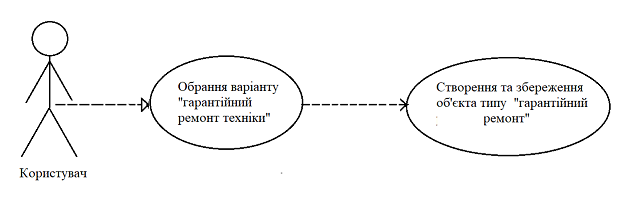 Обрання варіанту
"гарантійний
ремонт техніки"
Створення та збереження
об'єкта типу "гарантійний
ремонт"
Користувач